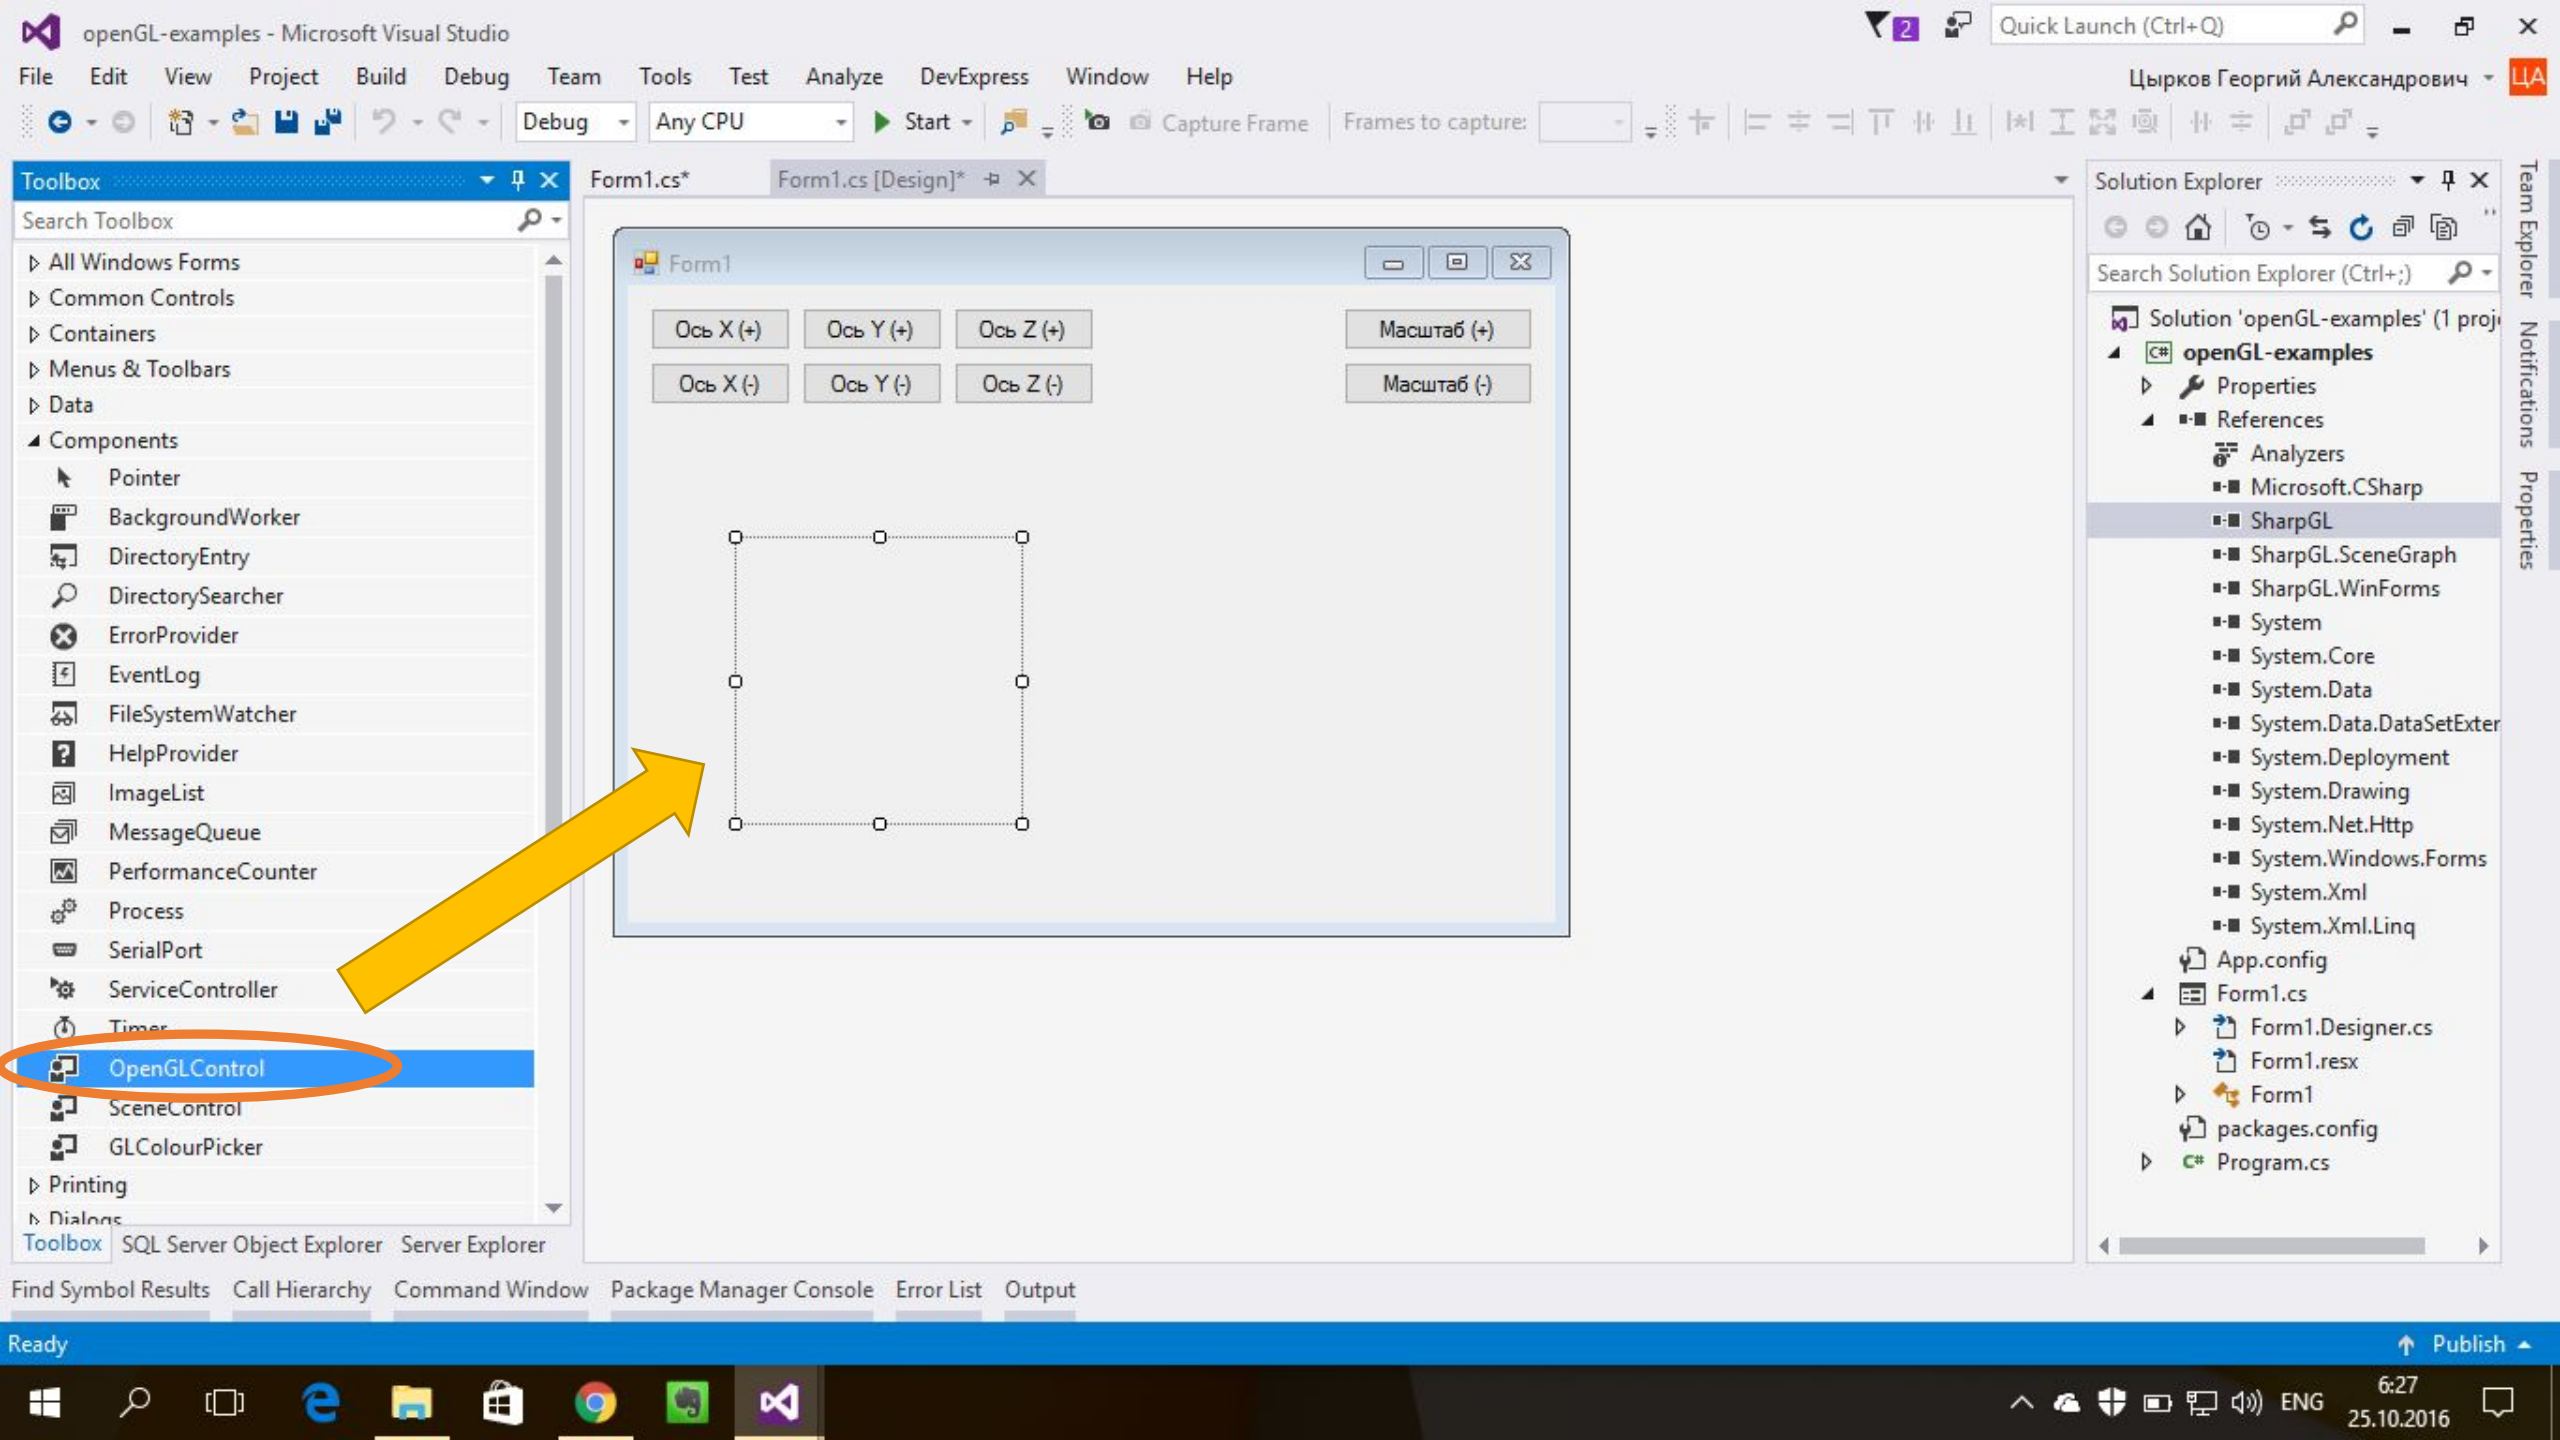 openGL-examples - Microsoft Visual Studio
2
Quick Launch (Ctrl+Q)
File Edit View Project Build Debug Team Tools Test Analyze DevExpress Window Help
Цырков Георгий Александрович ЦА
Debug Any CPU Start Capture Frame Frames to capture:
Toolbox
Search Toolbox
All Windows Forms
Common Controls
Containers
Menus & Toolbars
Data
Components
Pointer
BackgroundWorker
DirectoryEntry
DirectorySearcher
ErrorProvider
EventLog
FileSystemWatcher
HelpProvider
ImageList
MessageQueue
PerformanceCounter
Process
SerialPort
ServiceController
Timer
OpenGLControl
SceneControl
GLColourPicker
Printing
Dialogs
Toolbox SQL Server Object Explorer Server Explorer
Form1.cs* Form1.cs [Design]*
Form1
Ось X (+) Ось Y (+) Ось Z (+) Масштаб (+)
Ось X (-) Ось Y (-) Ось Z (-) Масштаб (-)
Solution Explorer
Search Solution Explorer (Ctrl+;)
Solution 'openGL-examples' (1 proj
C# openGL-examples
Properties
References
Analyzers
Microsoft.CSharp
SharpGL
SharpGL.SceneGraph
SharpGL.WinForms
System
System.Core
System.Data
System.Data.DataSetExter
System.Deployment
System.Drawing
System.Net.Http
System.Windows.Forms
System.Xml
System.Xml.Linq
App.config
Form1.cs
Form1.Designer.cs
Form1.resx
Form1
packages.config
C# Program.cs
Team Explorer
Notifications
Properties
Find Symbol Results Call Hierarchy Command Window Package Manager Console Error List Output
Ready
Publish
ENG
6:27
25.10.2016